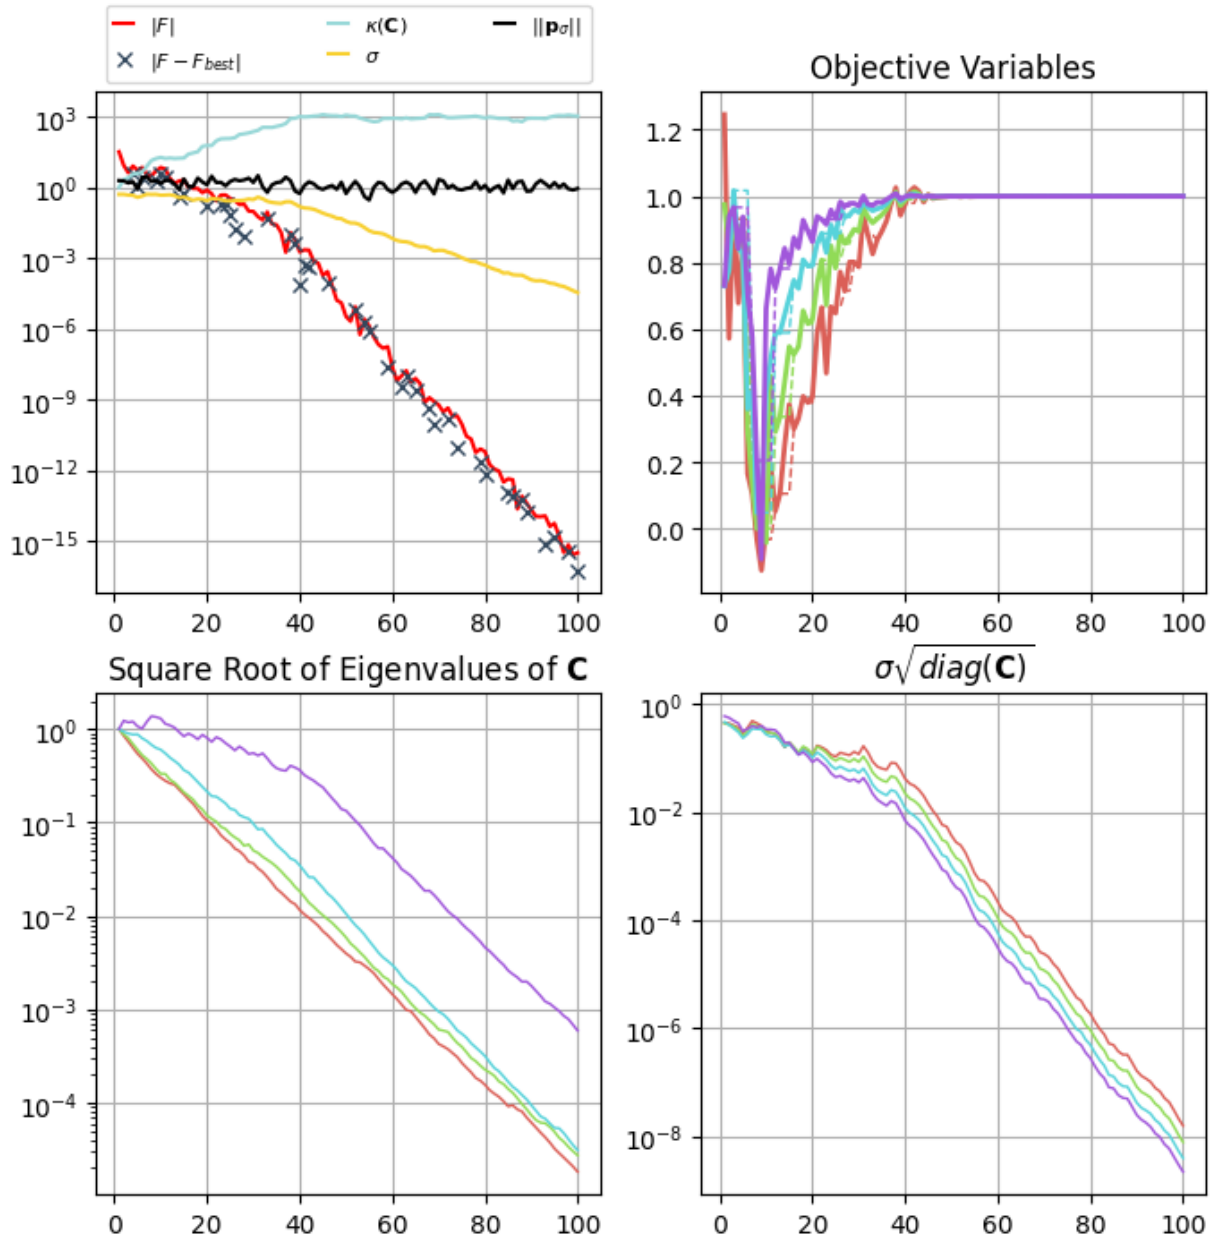 |F| κ(C) ||p_σ||
|F − F_best| σ
10^3
10^0
10^−3
10^−6
10^−9
10^−12
10^−15
0 20 40 60 80 100
Objective Variables
1.2
1.0
0.8
0.6
0.4
0.2
0.0
0 20 40 60 80 100
Square Root of Eigenvalues of C
10^0
10^−1
10^−2
10^−3
10^−4
0 20 40 60 80 100
σ√diag(C)
10^0
10^−2
10^−4
10^−6
10^−8
0 20 40 60 80 100